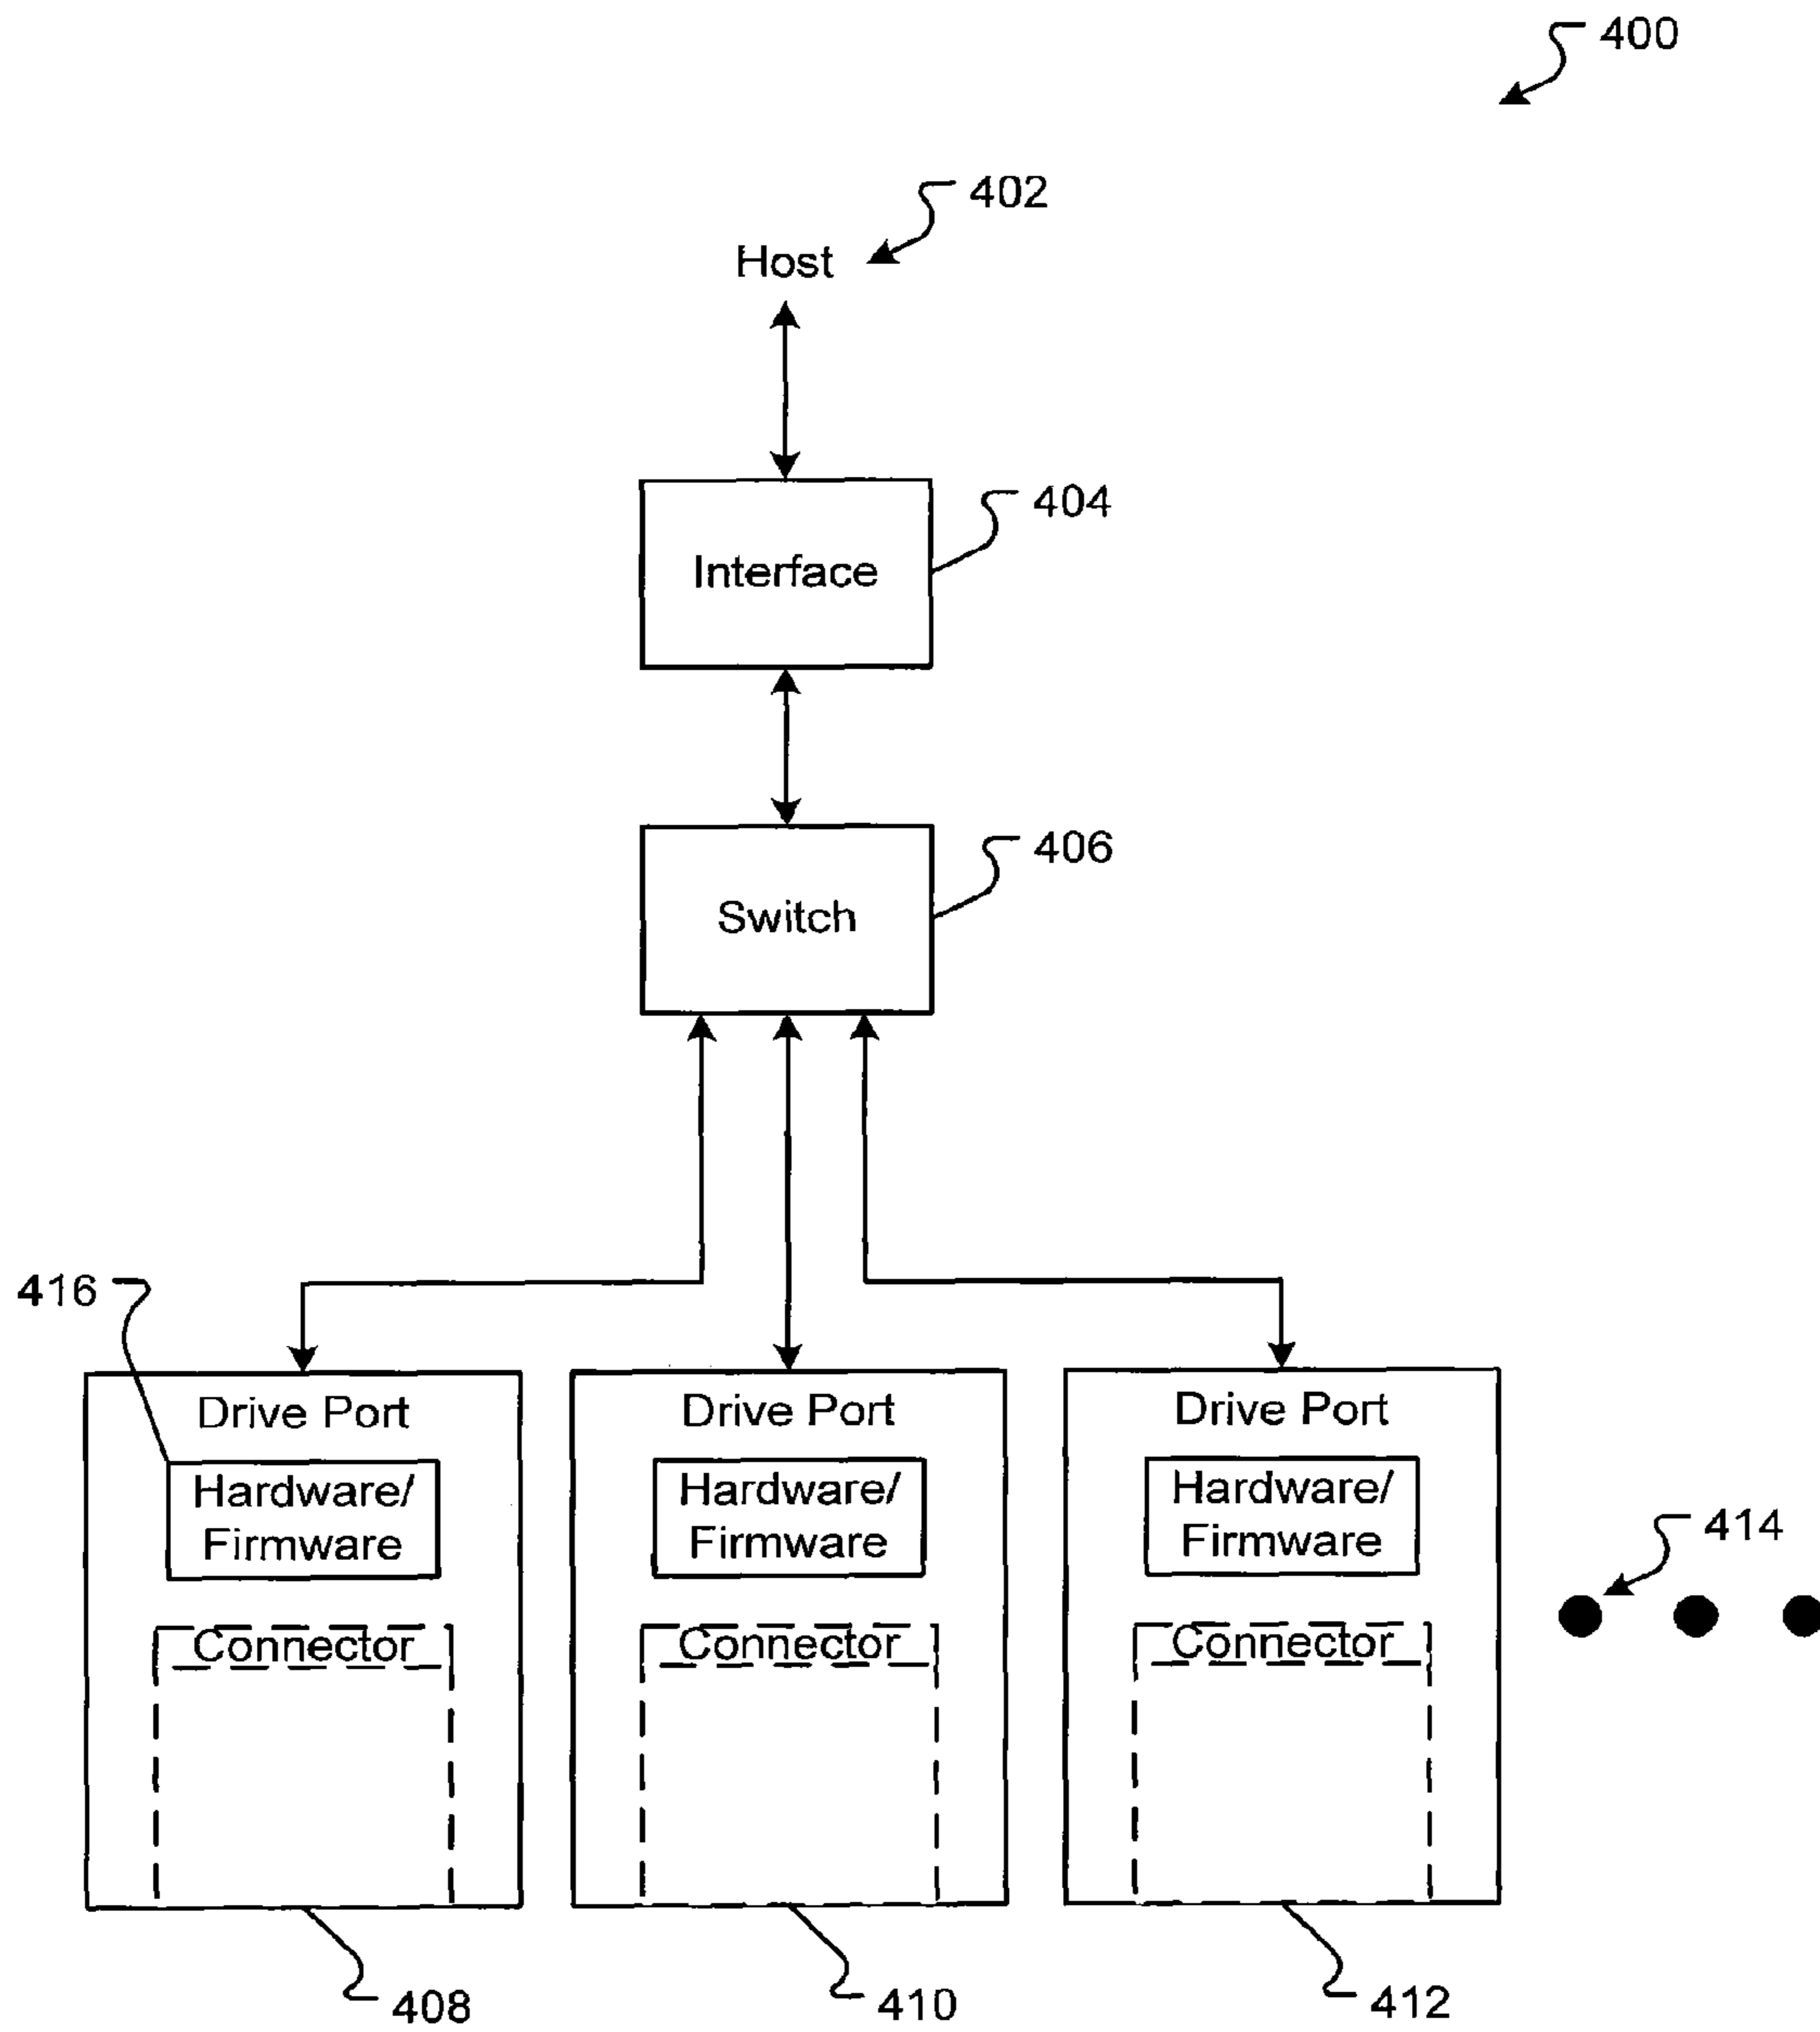 400
402
Host
404
Interface
406
Switch
416
Drive Port
Hardware/
Firmware
Connector
Drive Port
Hardware/
Firmware
Connector
Drive Port
Hardware/
Firmware
Connector
414
408
410
412